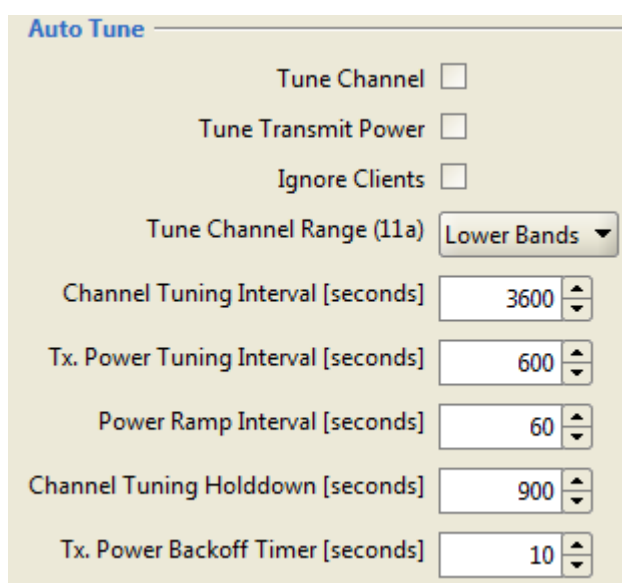 Auto Tune
Tune Channel
Tune Transmit Power
Ignore Clients
Tune Channel Range (11a) Lower Bands
Channel Tuning Interval [seconds] 3600
Tx. Power Tuning Interval [seconds] 600
Power Ramp Interval [seconds] 60
Channel Tuning Holddown [seconds] 900
Tx. Power Backoff Timer [seconds] 10